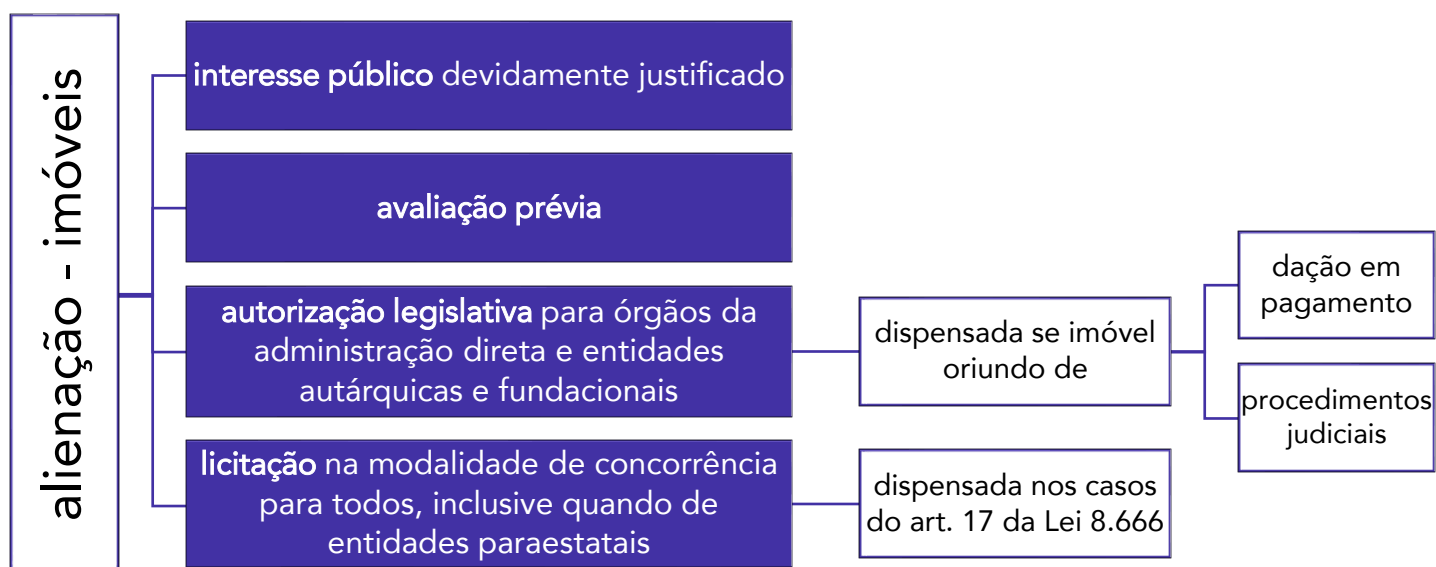 alienação - imóveis
interesse público devidamente justificado
avaliação prévia
autorização legislativa para órgãos da
administração direta e entidades
autárquicas e fundacionais
dispensada se imóvel
oriundo de
dação em
pagamento
procedimentos
judiciais
licitação na modalidade de concorrência
para todos, inclusive quando de
entidades paraestatais
dispensada nos casos
do art. 17 da Lei 8.666